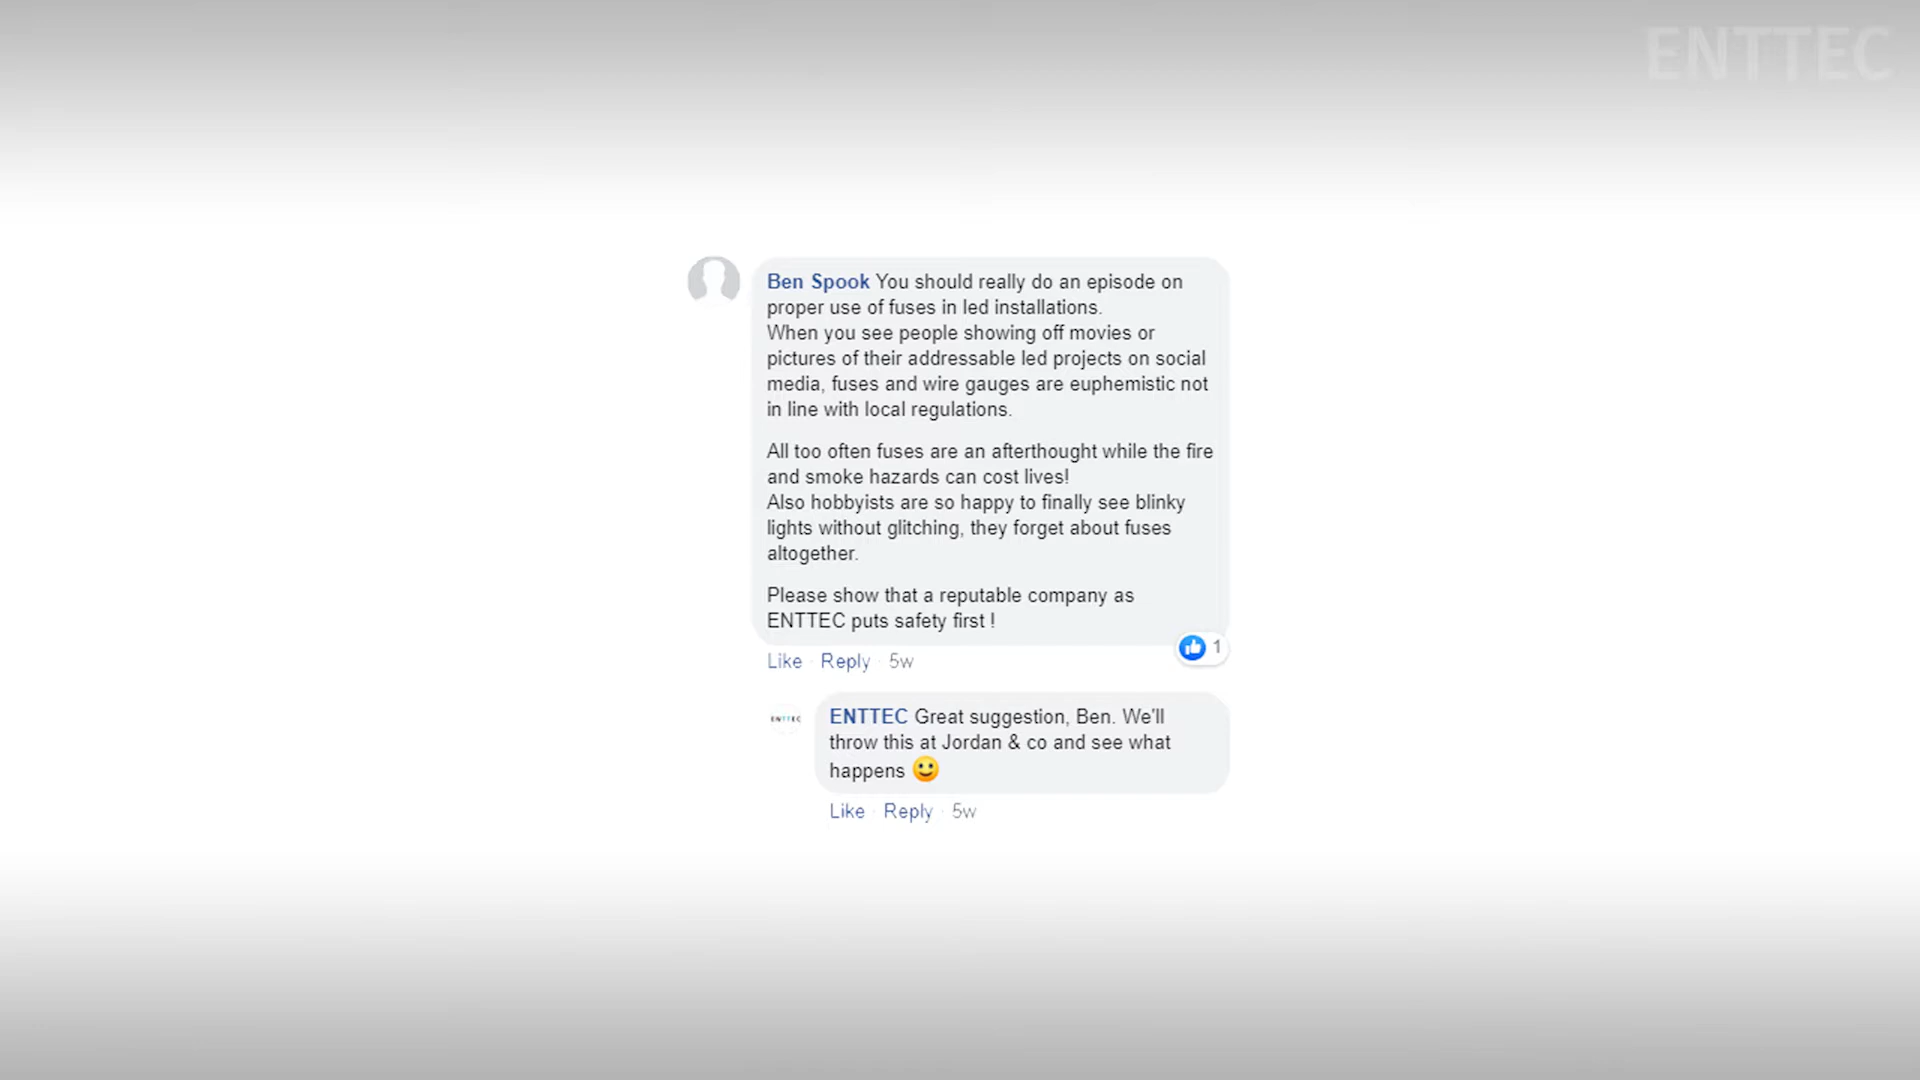 ENTTEC
Ben Spook You should really do an episode on
proper use of fuses in led installations.
When you see people showing off movies or
pictures of their addressable led projects on social
media, fuses and wire gauges are euphemistic not
in line with local regulations.
All too often fuses are an afterthought while the fire
and smoke hazards can cost lives!
Also hobbyists are so happy to finally see blinky
lights without glitching, they forget about fuses
altogether.
Please show that a reputable company as
ENTTEC puts safety first !
1
Like · Reply · 5w
ENTTEC
ENTTEC Great suggestion, Ben. We'll
throw this at Jordan & co and see what
happens 🙂
Like · Reply · 5w